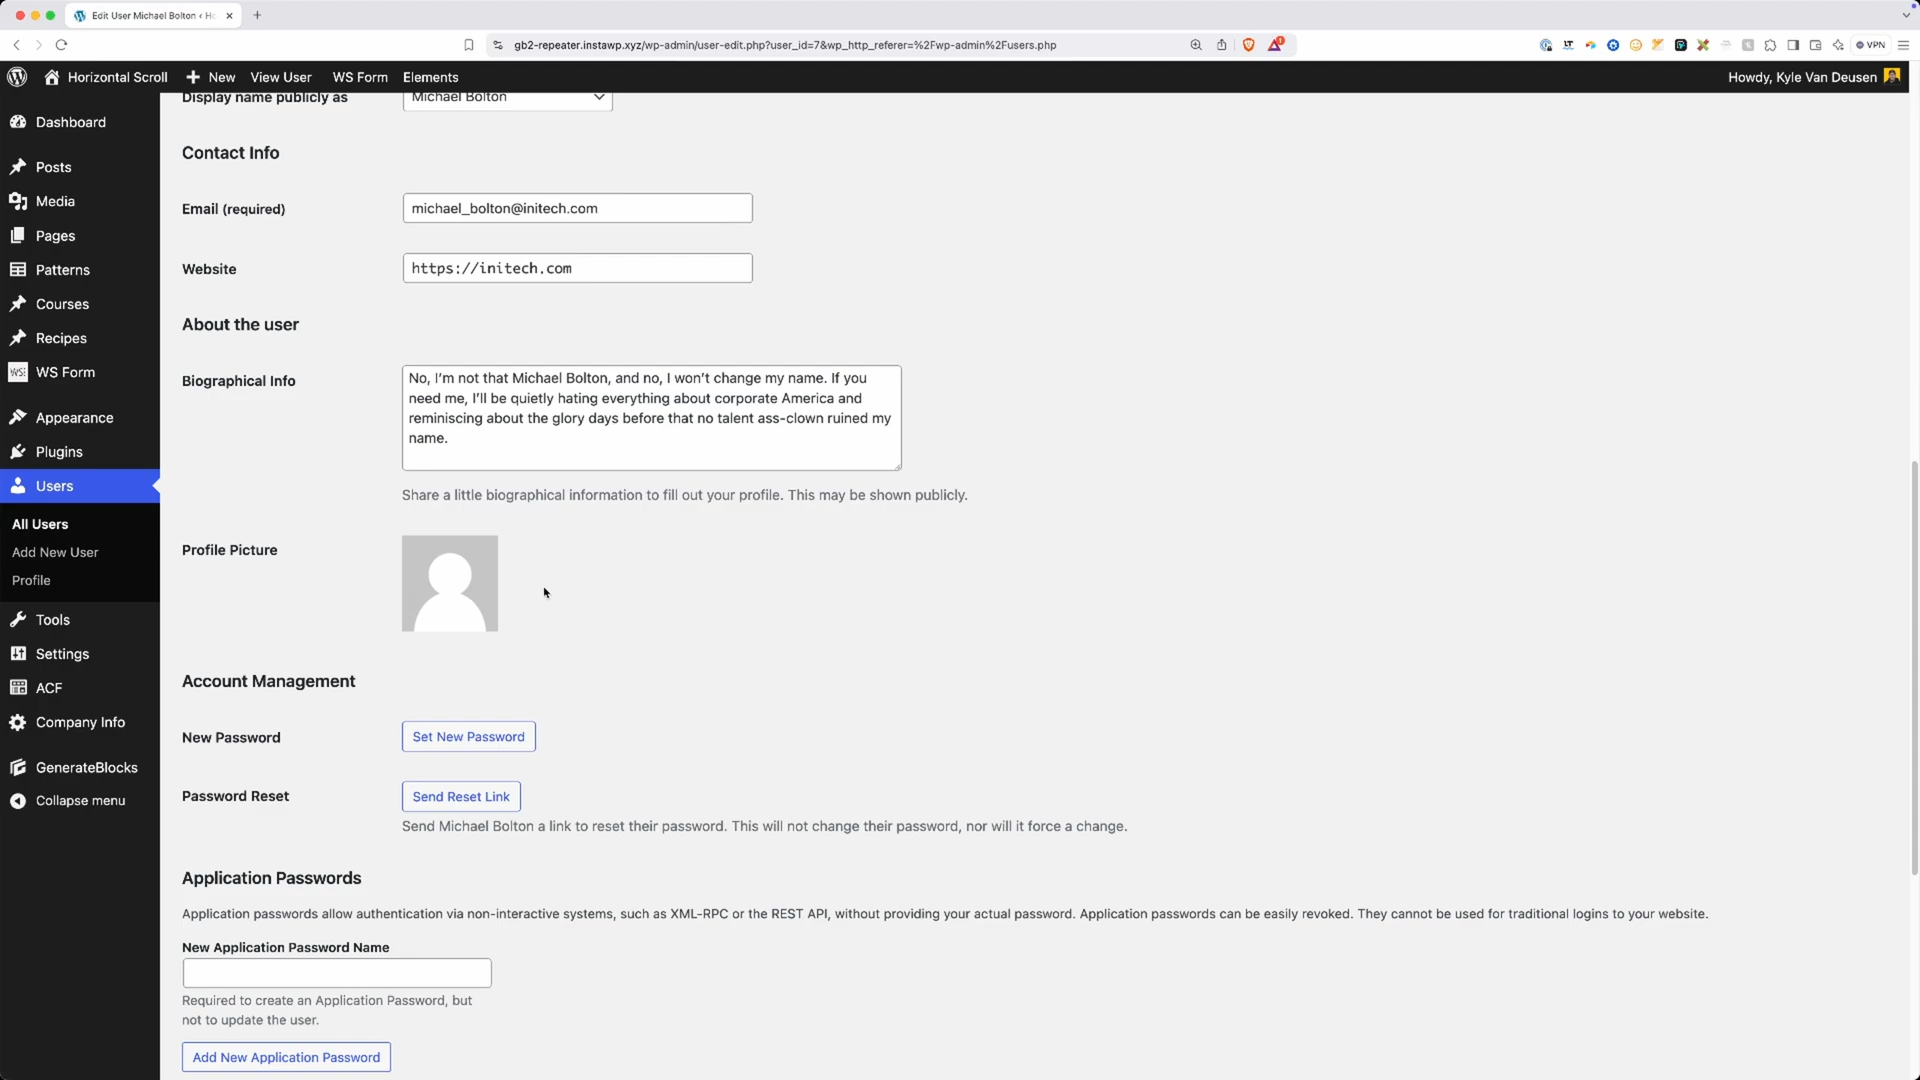 Edit User Michael Bolton ‹ Ho
gb2-repeater.instawp.xyz/wp-admin/user-edit.php?user_id=7&wp_http_referer=%2Fwp-admin%2Fusers.php
VPN
Horizontal Scroll
New
View User
WS Form
Elements
Howdy, Kyle Van Deusen
Dashboard
Posts
Media
Pages
Patterns
Courses
Recipes
WS Form
Appearance
Plugins
Users
All Users
Add New User
Profile
Tools
Settings
ACF
Company Info
GenerateBlocks
Collapse menu
Display name publicly as
Michael Bolton
Contact Info
Email (required)
michael_bolton@initech.com
Website
https://initech.com
About the user
Biographical Info
No, I'm not that Michael Bolton, and no, I won't change my name. If you
need me, I'll be quietly hating everything about corporate America and
reminiscing about the glory days before that no talent ass-clown ruined my
name.
Share a little biographical information to fill out your profile. This may be shown publicly.
Profile Picture
Account Management
New Password
Set New Password
Password Reset
Send Reset Link
Send Michael Bolton a link to reset their password. This will not change their password, nor will it force a change.
Application Passwords
Application passwords allow authentication via non-interactive systems, such as XML-RPC or the REST API, without providing your actual password. Application passwords can be easily revoked. They cannot be used for traditional logins to your website.
New Application Password Name
Required to create an Application Password, but
not to update the user.
Add New Application Password